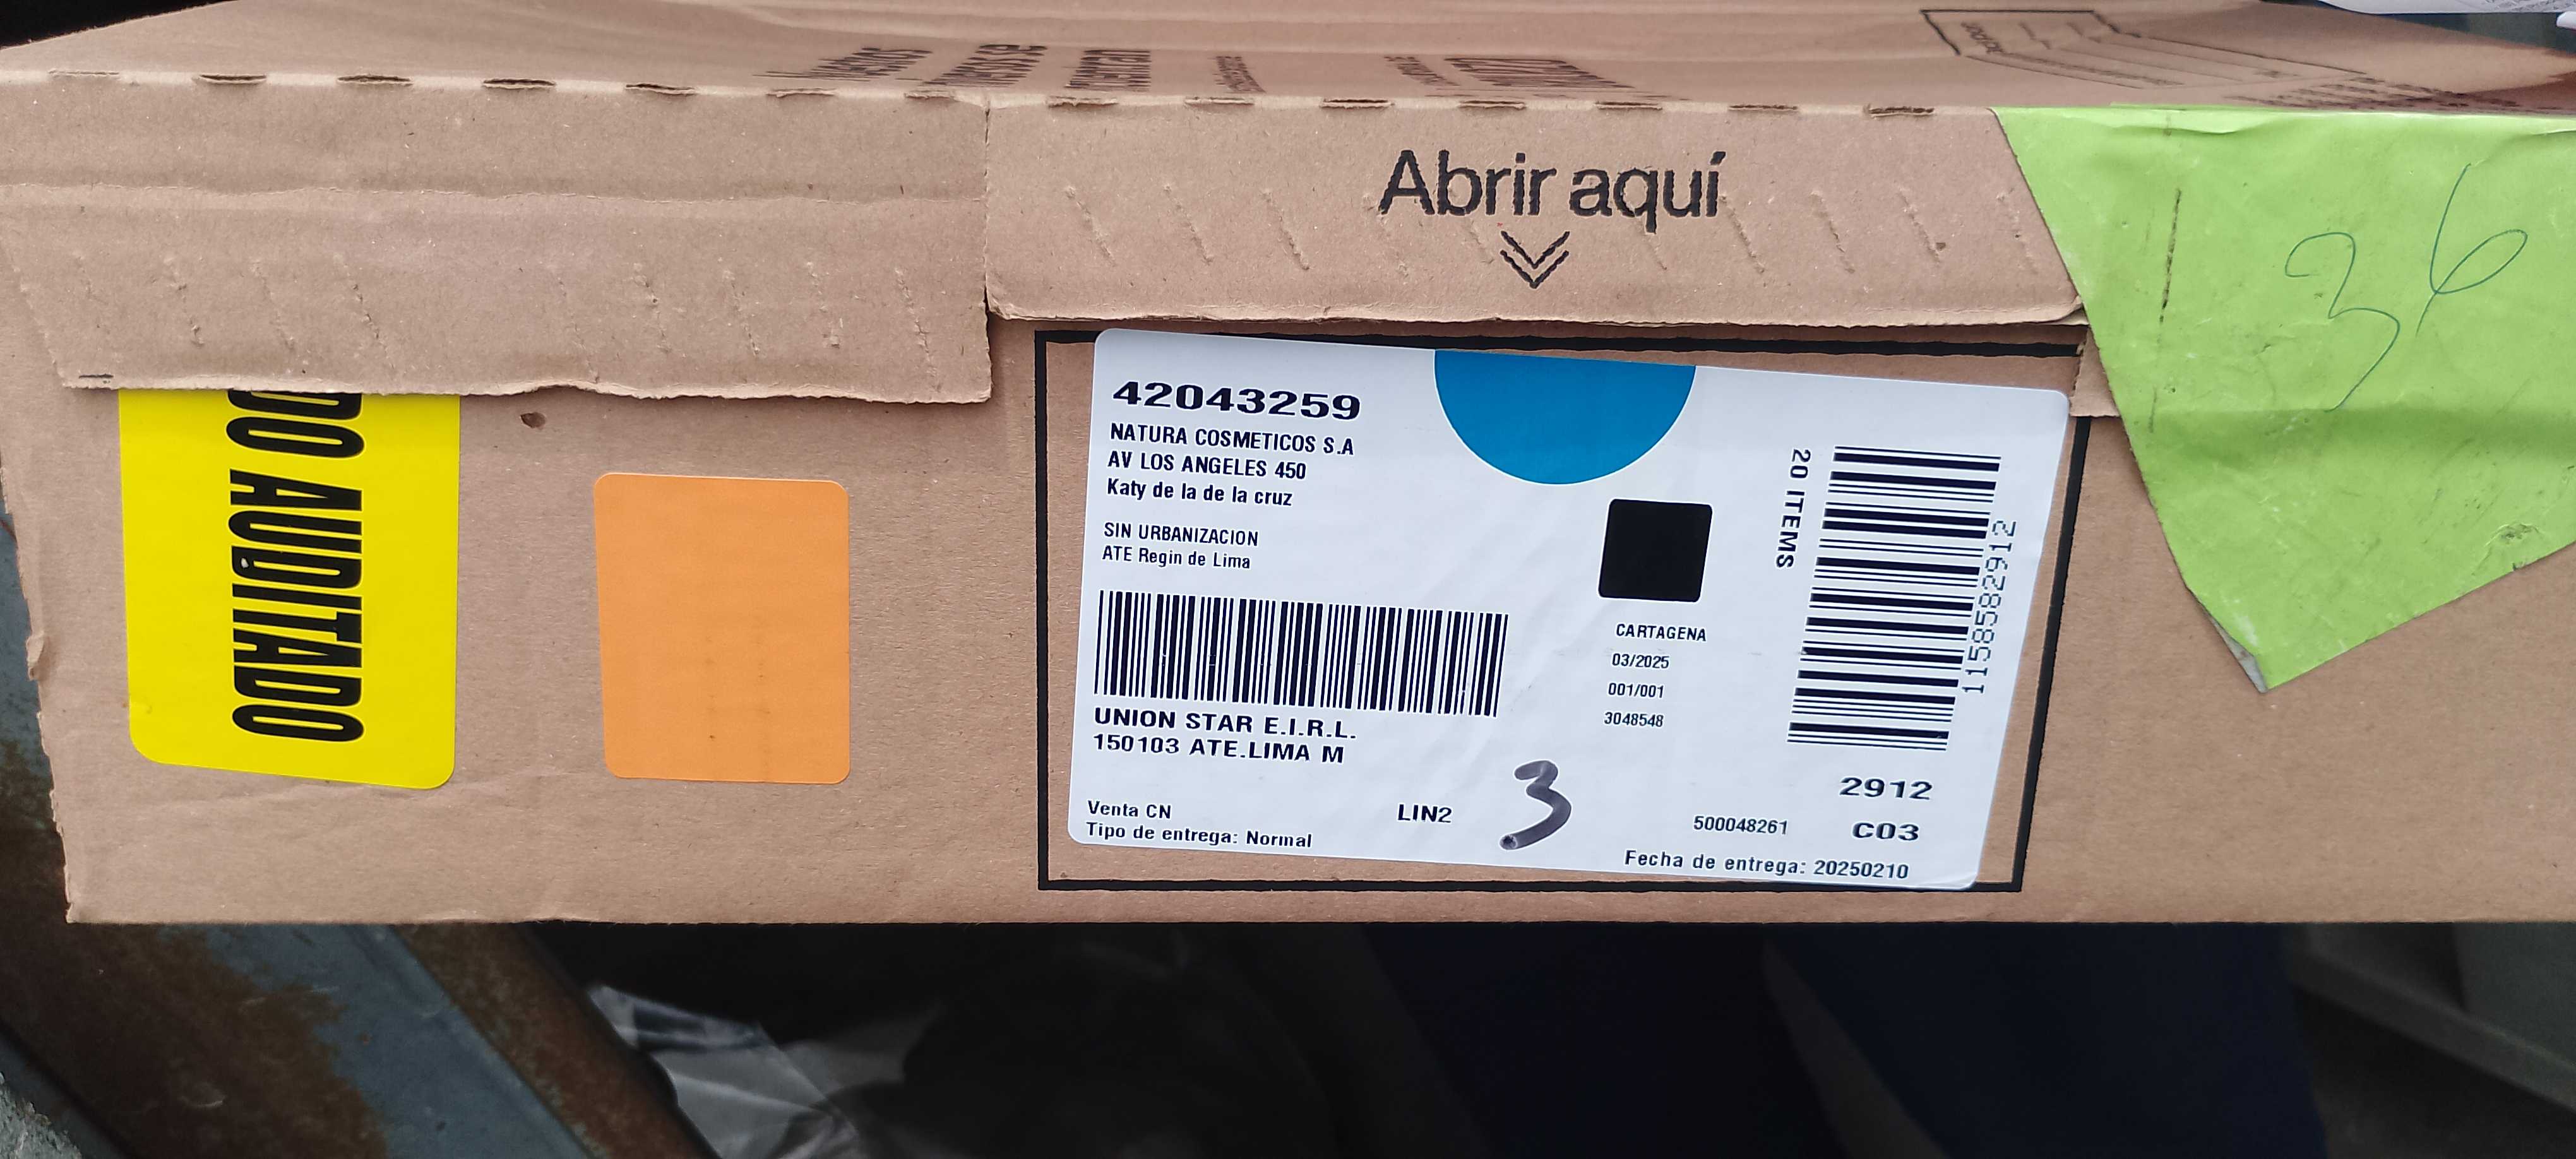 Abrir aquí
36
DO AUDITADO
42043259
NATURA COSMETICOS S.A
AV LOS ANGELES 450
Katy de la de la cruz
SIN URBANIZACION
ATE Regin de Lima
UNION STAR E.I.R.L.
150103 ATE.LIMA M
Venta CN
Tipo de entrega: Normal
LIN2
3
CARTAGENA
03/2025
001/001
3048548
20 ITEMS
1158582912
2912
500048261
C03
Fecha de entrega: 20250210